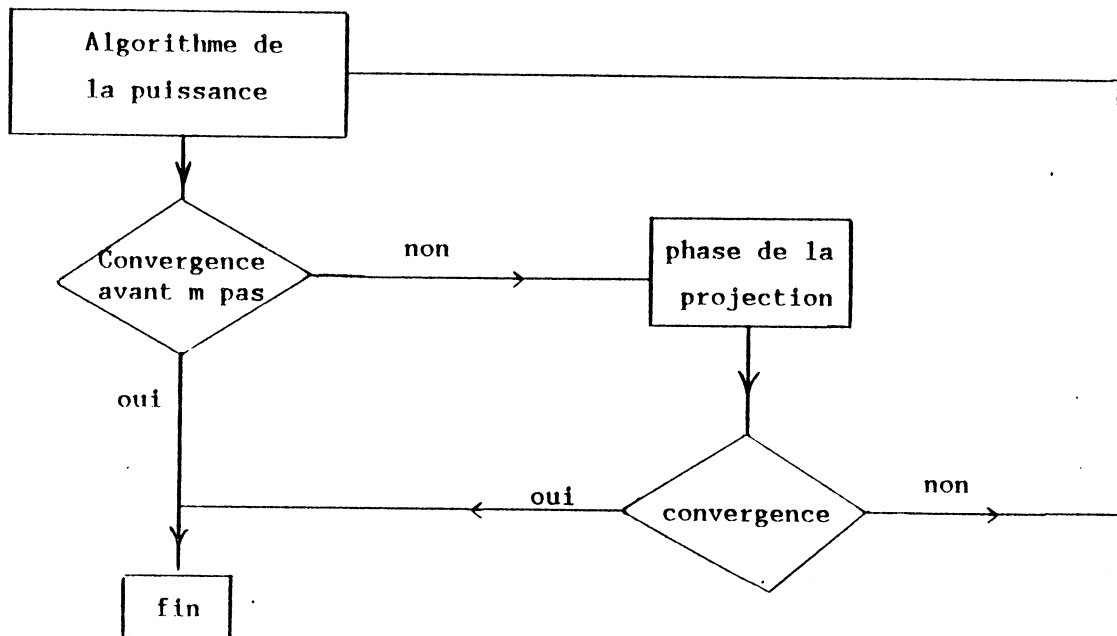 Algorithme de
la puissance
Convergence
avant m pas
non
phase de la
projection
oui
oui
convergence
non
fin